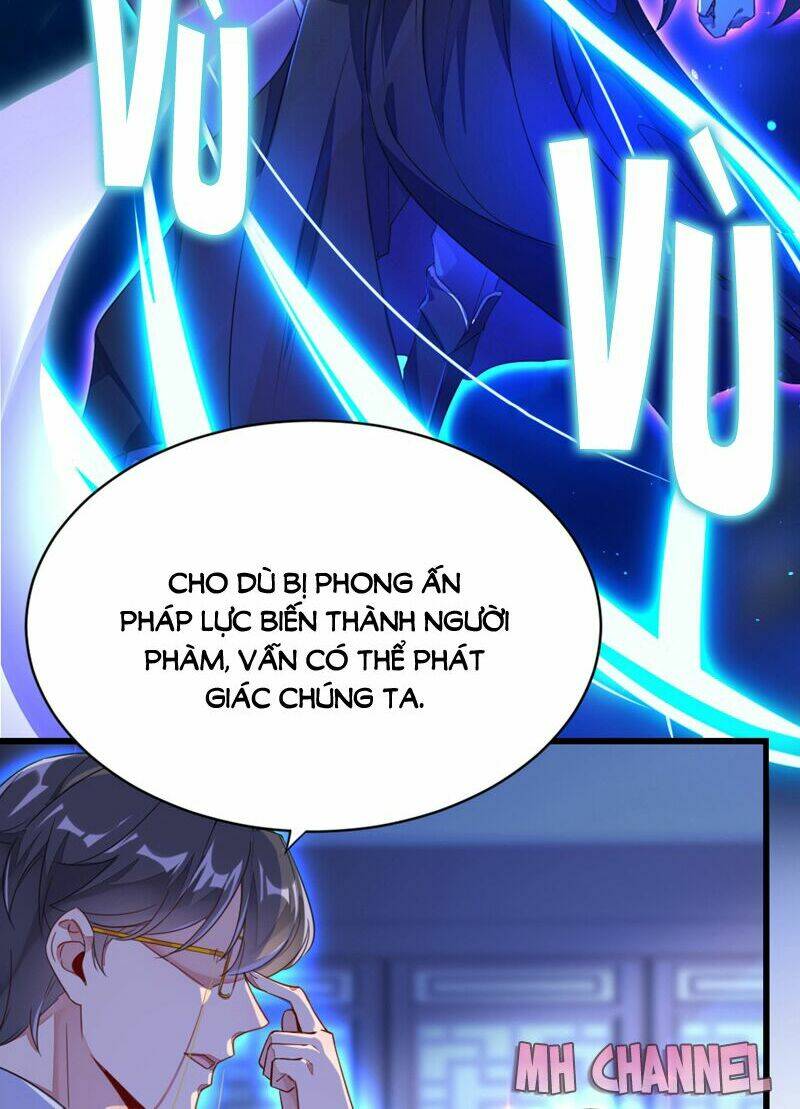 VÙ
VÙ
CHO DÙ BỊ PHONG ẤN
PHÁP LỰC BIẾN THÀNH NGƯỜI
PHÀM, VẪN CÓ THỂ PHÁT
GIÁC CHÚNG TA.
MH CHANNEL